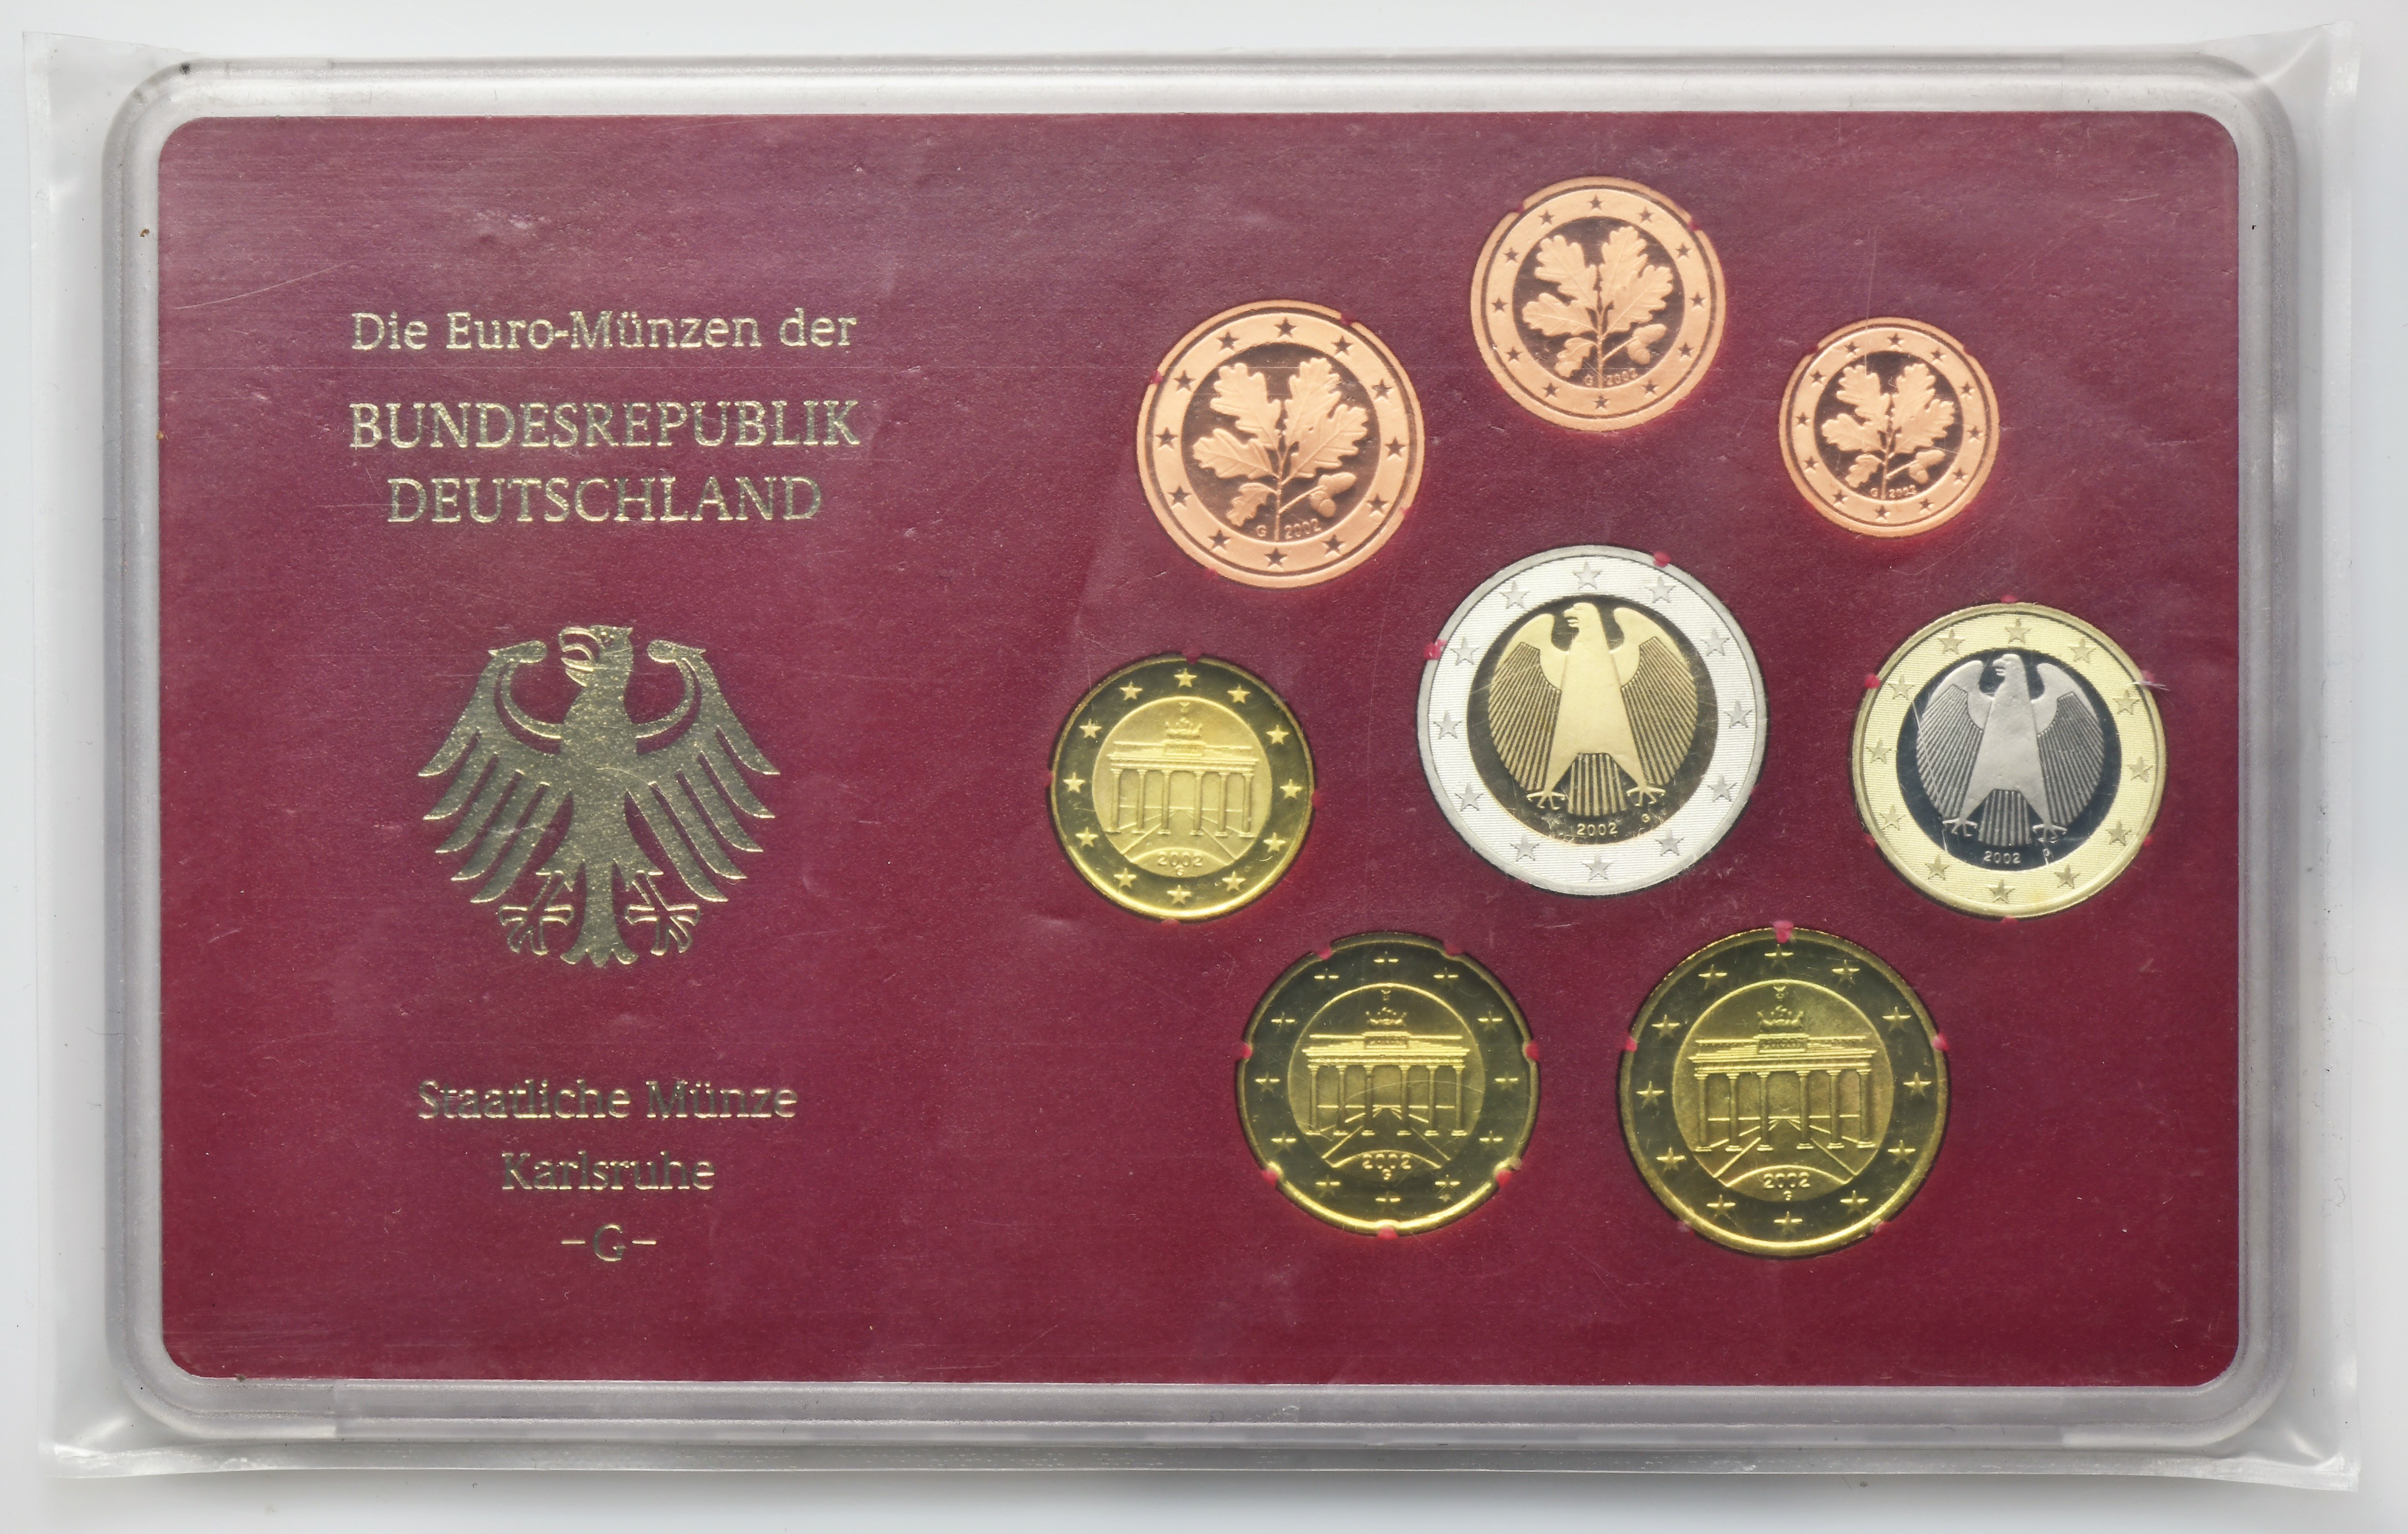 Die Euro-Münzen der
BUNDESREPUBLIK
DEUTSCHLAND
Staatliche Münze
Karlsruhe
-G-
G 2002
G 2002
G 2002
2002
G
2002 G
2002 G
2002
G
2002
G